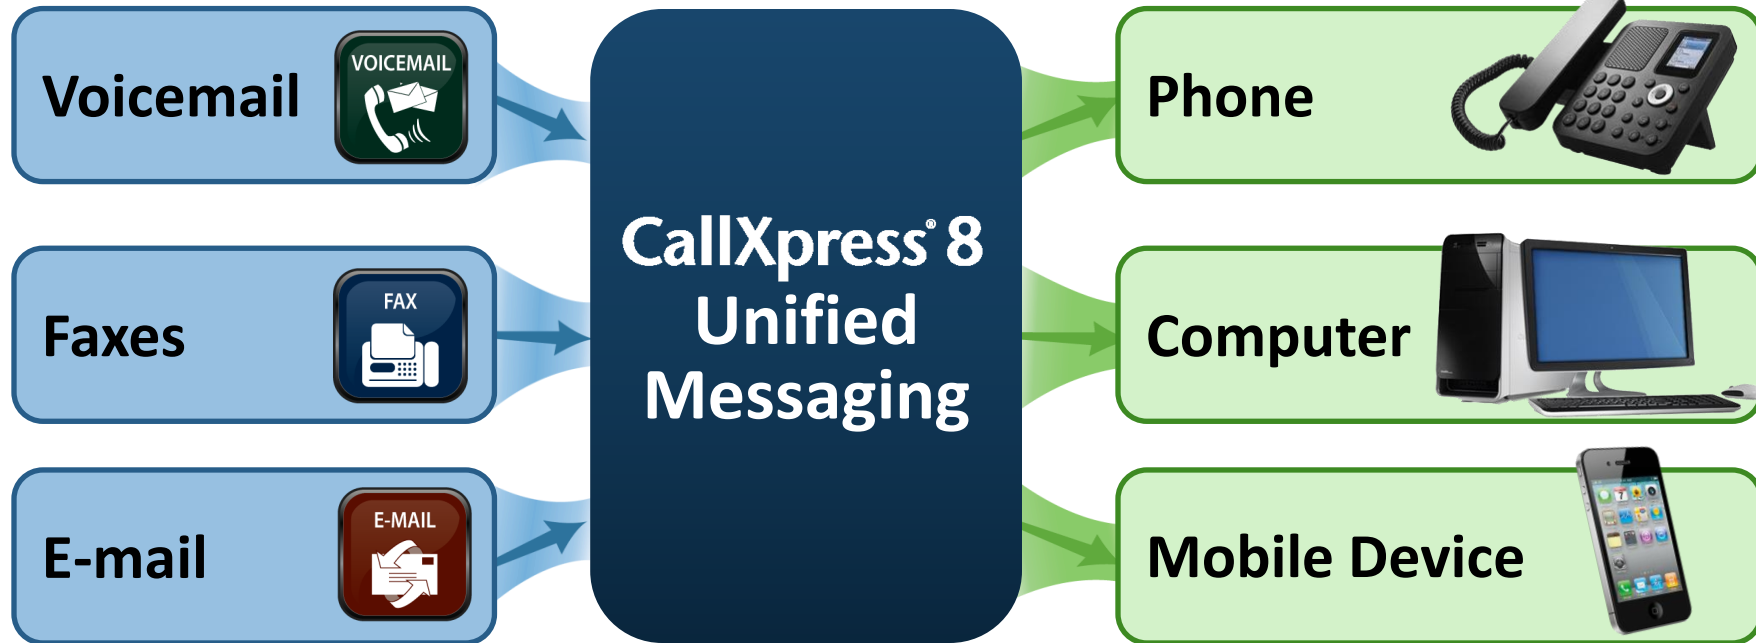 Voicemail
VOICEMAIL
Faxes
FAX
E-mail
E-MAIL
CallXpress® 8
Unified
Messaging
Phone
Computer
Mobile Device